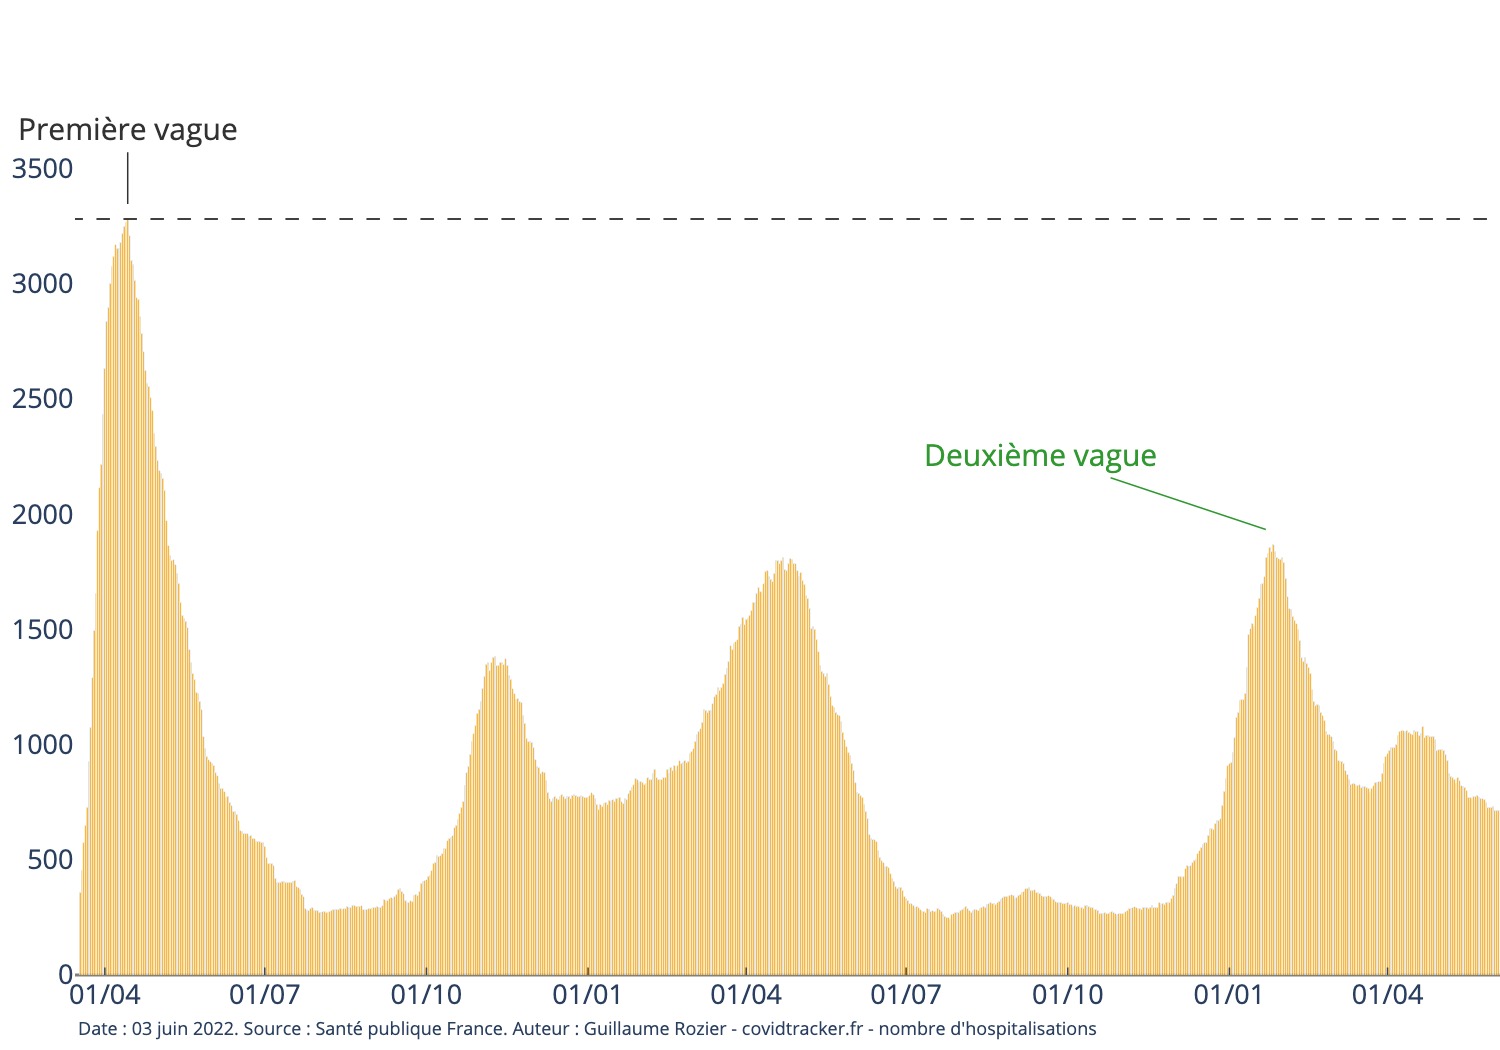 Première vague
3500
3000
2500
Deuxième vague
2000
1500
1000
500
0
01/04 01/07 01/10 01/01 01/04 01/07 01/10 01/01 01/04
Date : 03 juin 2022. Source : Santé publique France. Auteur : Guillaume Rozier - covidtracker.fr - nombre d'hospitalisations